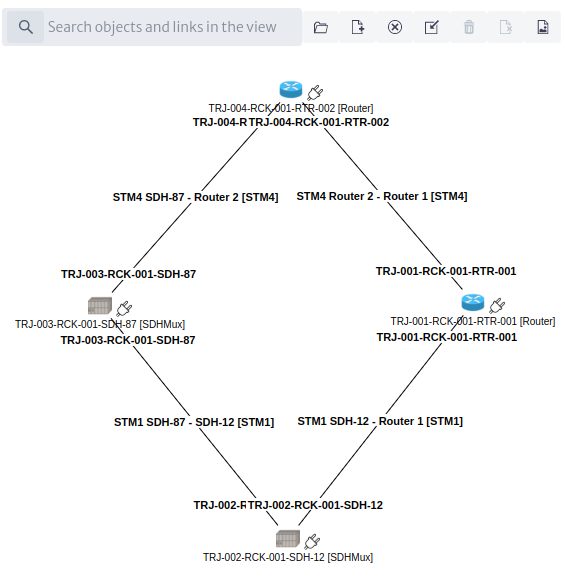 Search objects and links in the view
TRJ-004-RCK-001-RTR-002 [Router]
TRJ-004-R TRJ-004-RCK-001-RTR-002
STM4 SDH-87 - Router 2 [STM4] STM4 Router 2 - Router 1 [STM4]
TRJ-003-RCK-001-SDH-87 TRJ-001-RCK-001-RTR-001
TRJ-003-RCK-001-SDH-87 [SDHMux] TRJ-001-RCK-001-RTR-001 [Router]
TRJ-003-RCK-001-SDH-87 TRJ-001-RCK-001-RTR-001
STM1 SDH-87 - SDH-12 [STM1] STM1 SDH-12 - Router 1 [STM1]
TRJ-002-R TRJ-002-RCK-001-SDH-12
TRJ-002-RCK-001-SDH-12 [SDHMux]